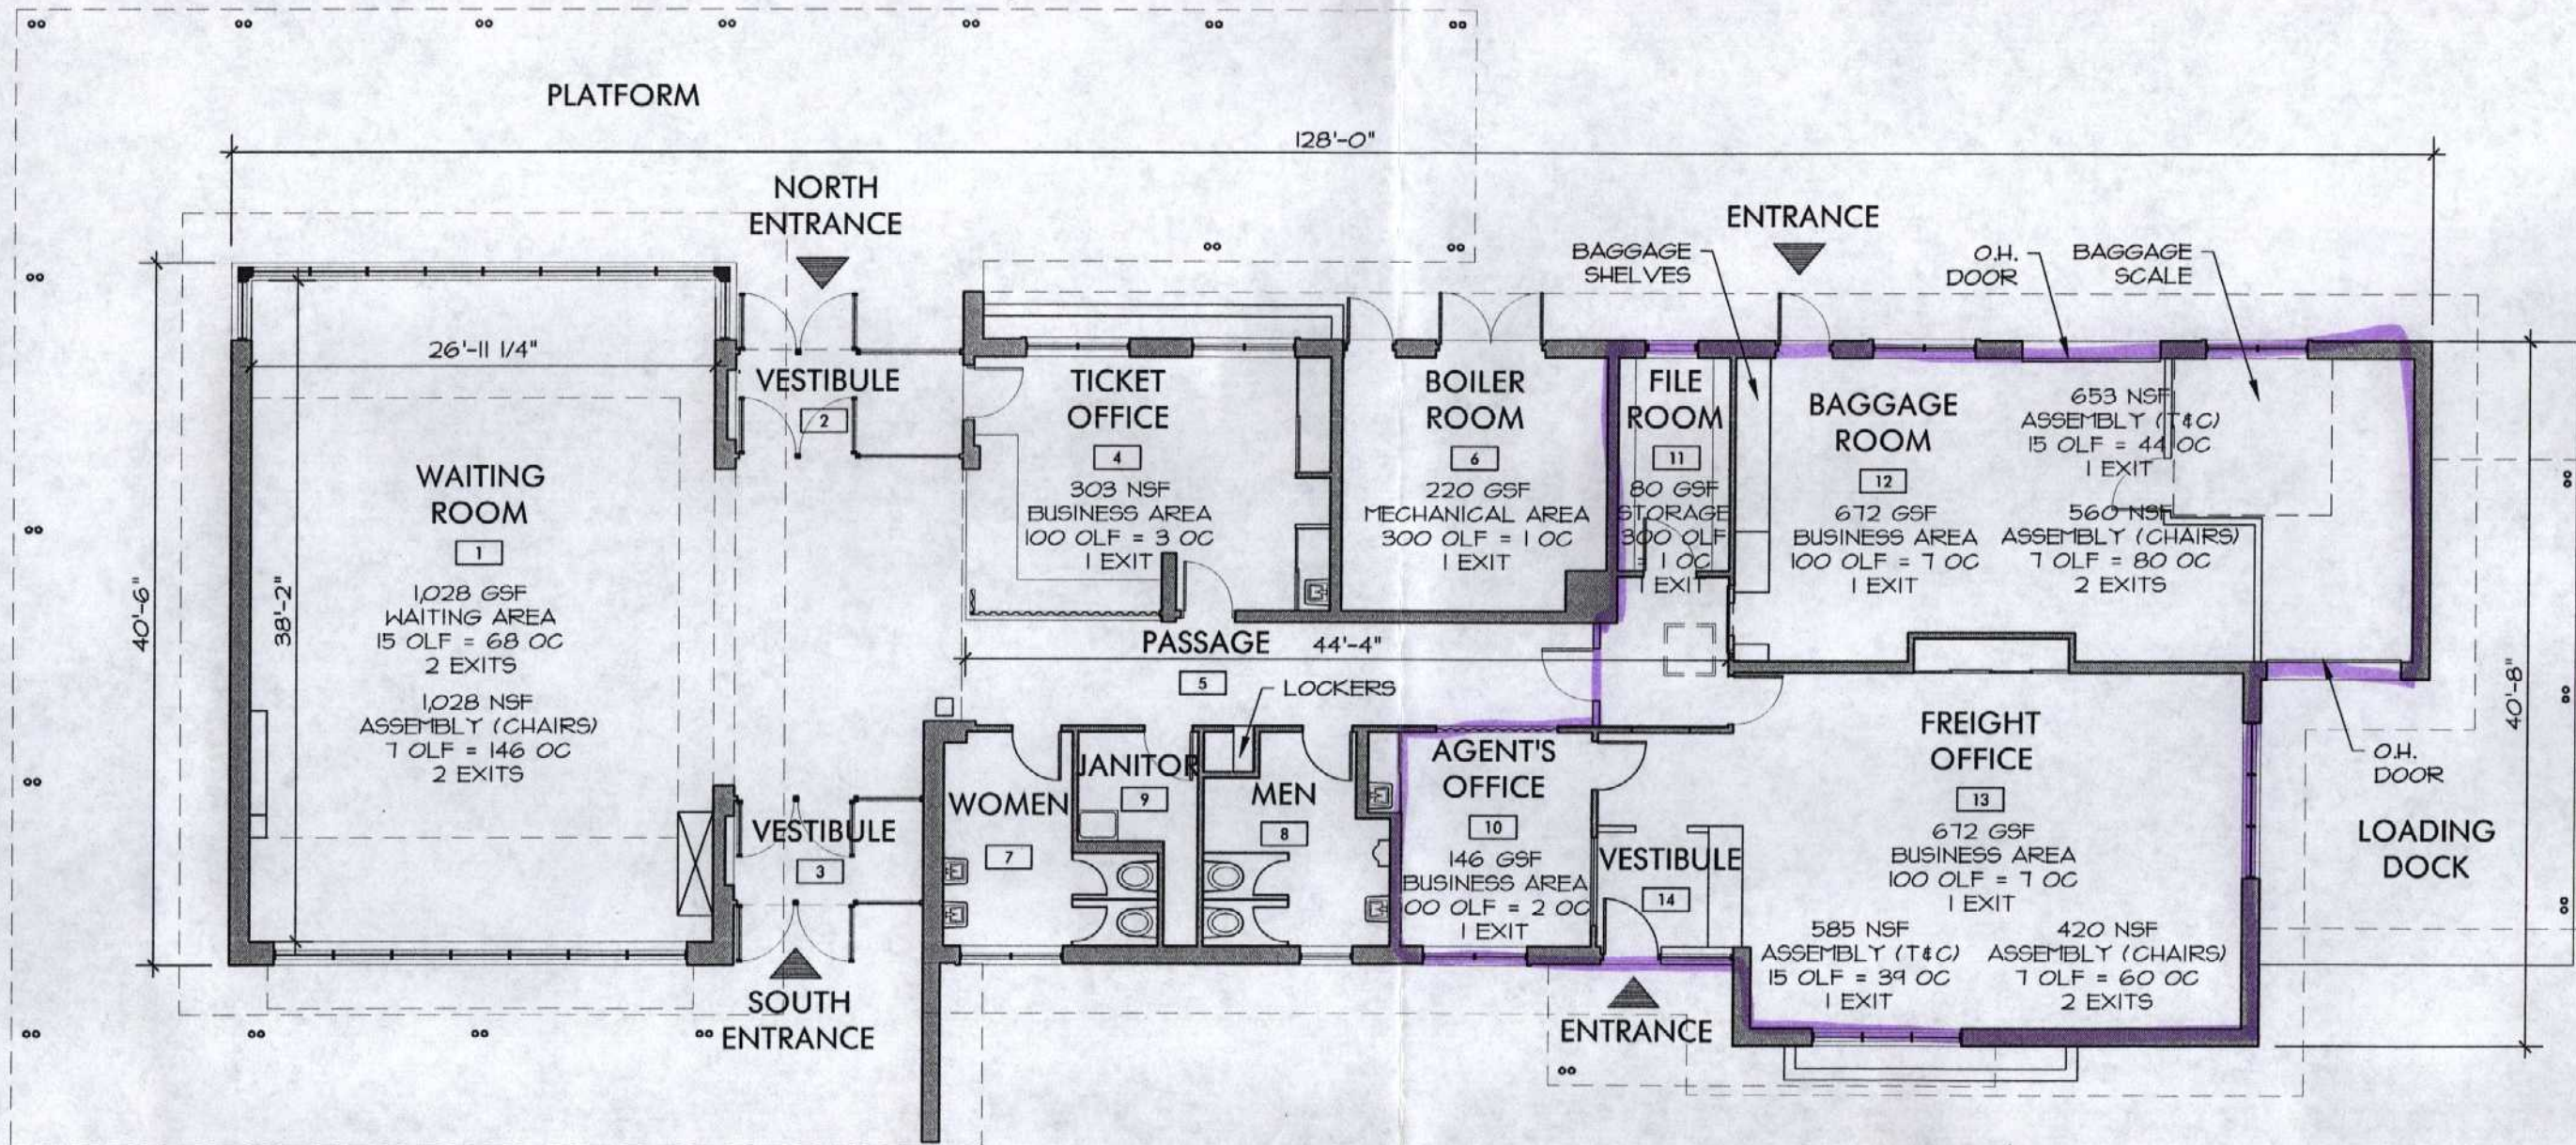 PLATFORM
128'-0"
NORTH
ENTRANCE
ENTRANCE
BAGGAGE
SHELVES
O.H.
DOOR
BAGGAGE
SCALE
26'-11 1/4"
40'-6"
38'-2"
WAITING
ROOM
1
1,028 GSF
WAITING AREA
15 OLF = 68 OC
2 EXITS
1,028 NSF
ASSEMBLY (CHAIRS)
7 OLF = 146 OC
2 EXITS
VESTIBULE
2
TICKET
OFFICE
4
303 NSF
BUSINESS AREA
100 OLF = 3 OC
1 EXIT
BOILER
ROOM
6
220 GSF
MECHANICAL AREA
300 OLF = 1 OC
1 EXIT
FILE
ROOM
11
80 GSF
STORAGE
300 OLF
= 1 OC
1 EXIT
BAGGAGE
ROOM
12
672 GSF
BUSINESS AREA
100 OLF = 7 OC
1 EXIT
653 NSF
ASSEMBLY (T&C)
15 OLF = 44 OC
1 EXIT
560 NSF
ASSEMBLY (CHAIRS)
7 OLF = 80 OC
2 EXITS
PASSAGE
44'-4"
5
LOCKERS
WOMEN
7
JANITOR
9
MEN
8
AGENT'S
OFFICE
10
146 GSF
BUSINESS AREA
00 OLF = 2 OC
1 EXIT
VESTIBULE
14
FREIGHT
OFFICE
13
672 GSF
BUSINESS AREA
100 OLF = 7 OC
1 EXIT
585 NSF
ASSEMBLY (T&C)
15 OLF = 39 OC
1 EXIT
420 NSF
ASSEMBLY (CHAIRS)
7 OLF = 60 OC
2 EXITS
40'-8"
O.H.
DOOR
LOADING
DOCK
VESTIBULE
3
SOUTH
ENTRANCE
ENTRANCE